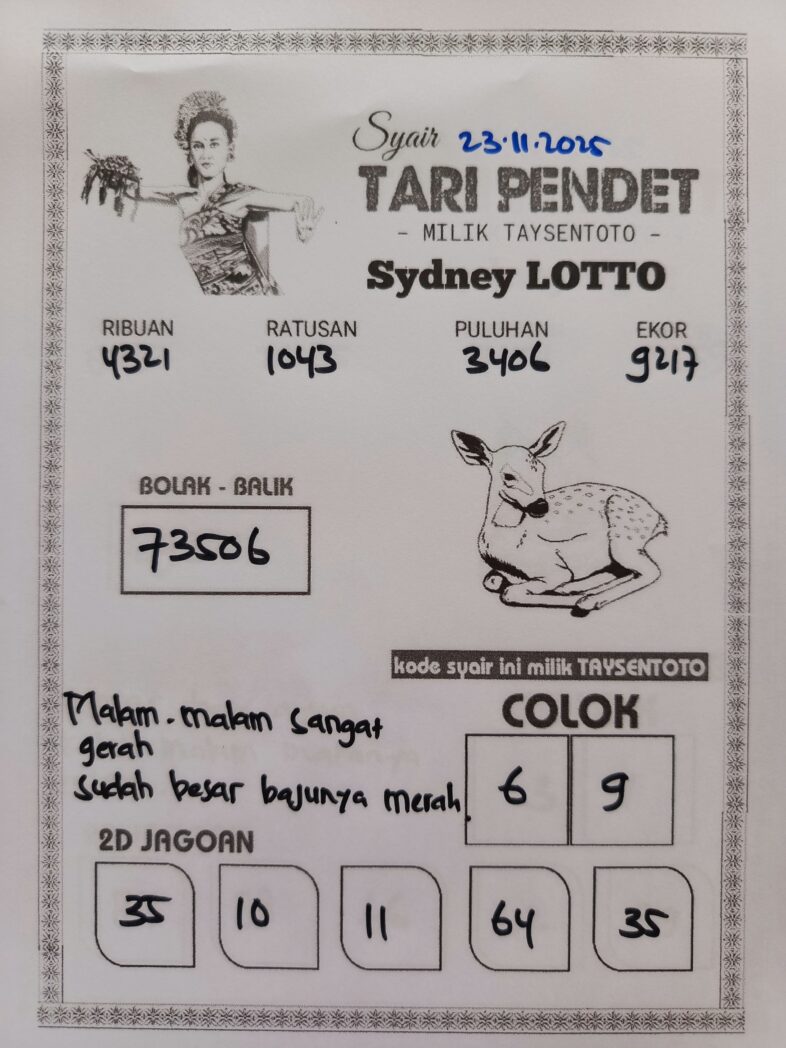 Syair 23.11.2025
TARI PENDET
- MILIK TAYSENTOTO -
Sydney LOTTO
RIBUAN RATUSAN PULUHAN EKOR
4321 1043 3406 9217
BOLAK - BALIK
73506
kode syair ini milik TAYSENTOTO
Malam-malam sangat
gerah
sudah besar bajunya merah.
COLOK
6 9
2D JAGOAN
35 10 11 64 35